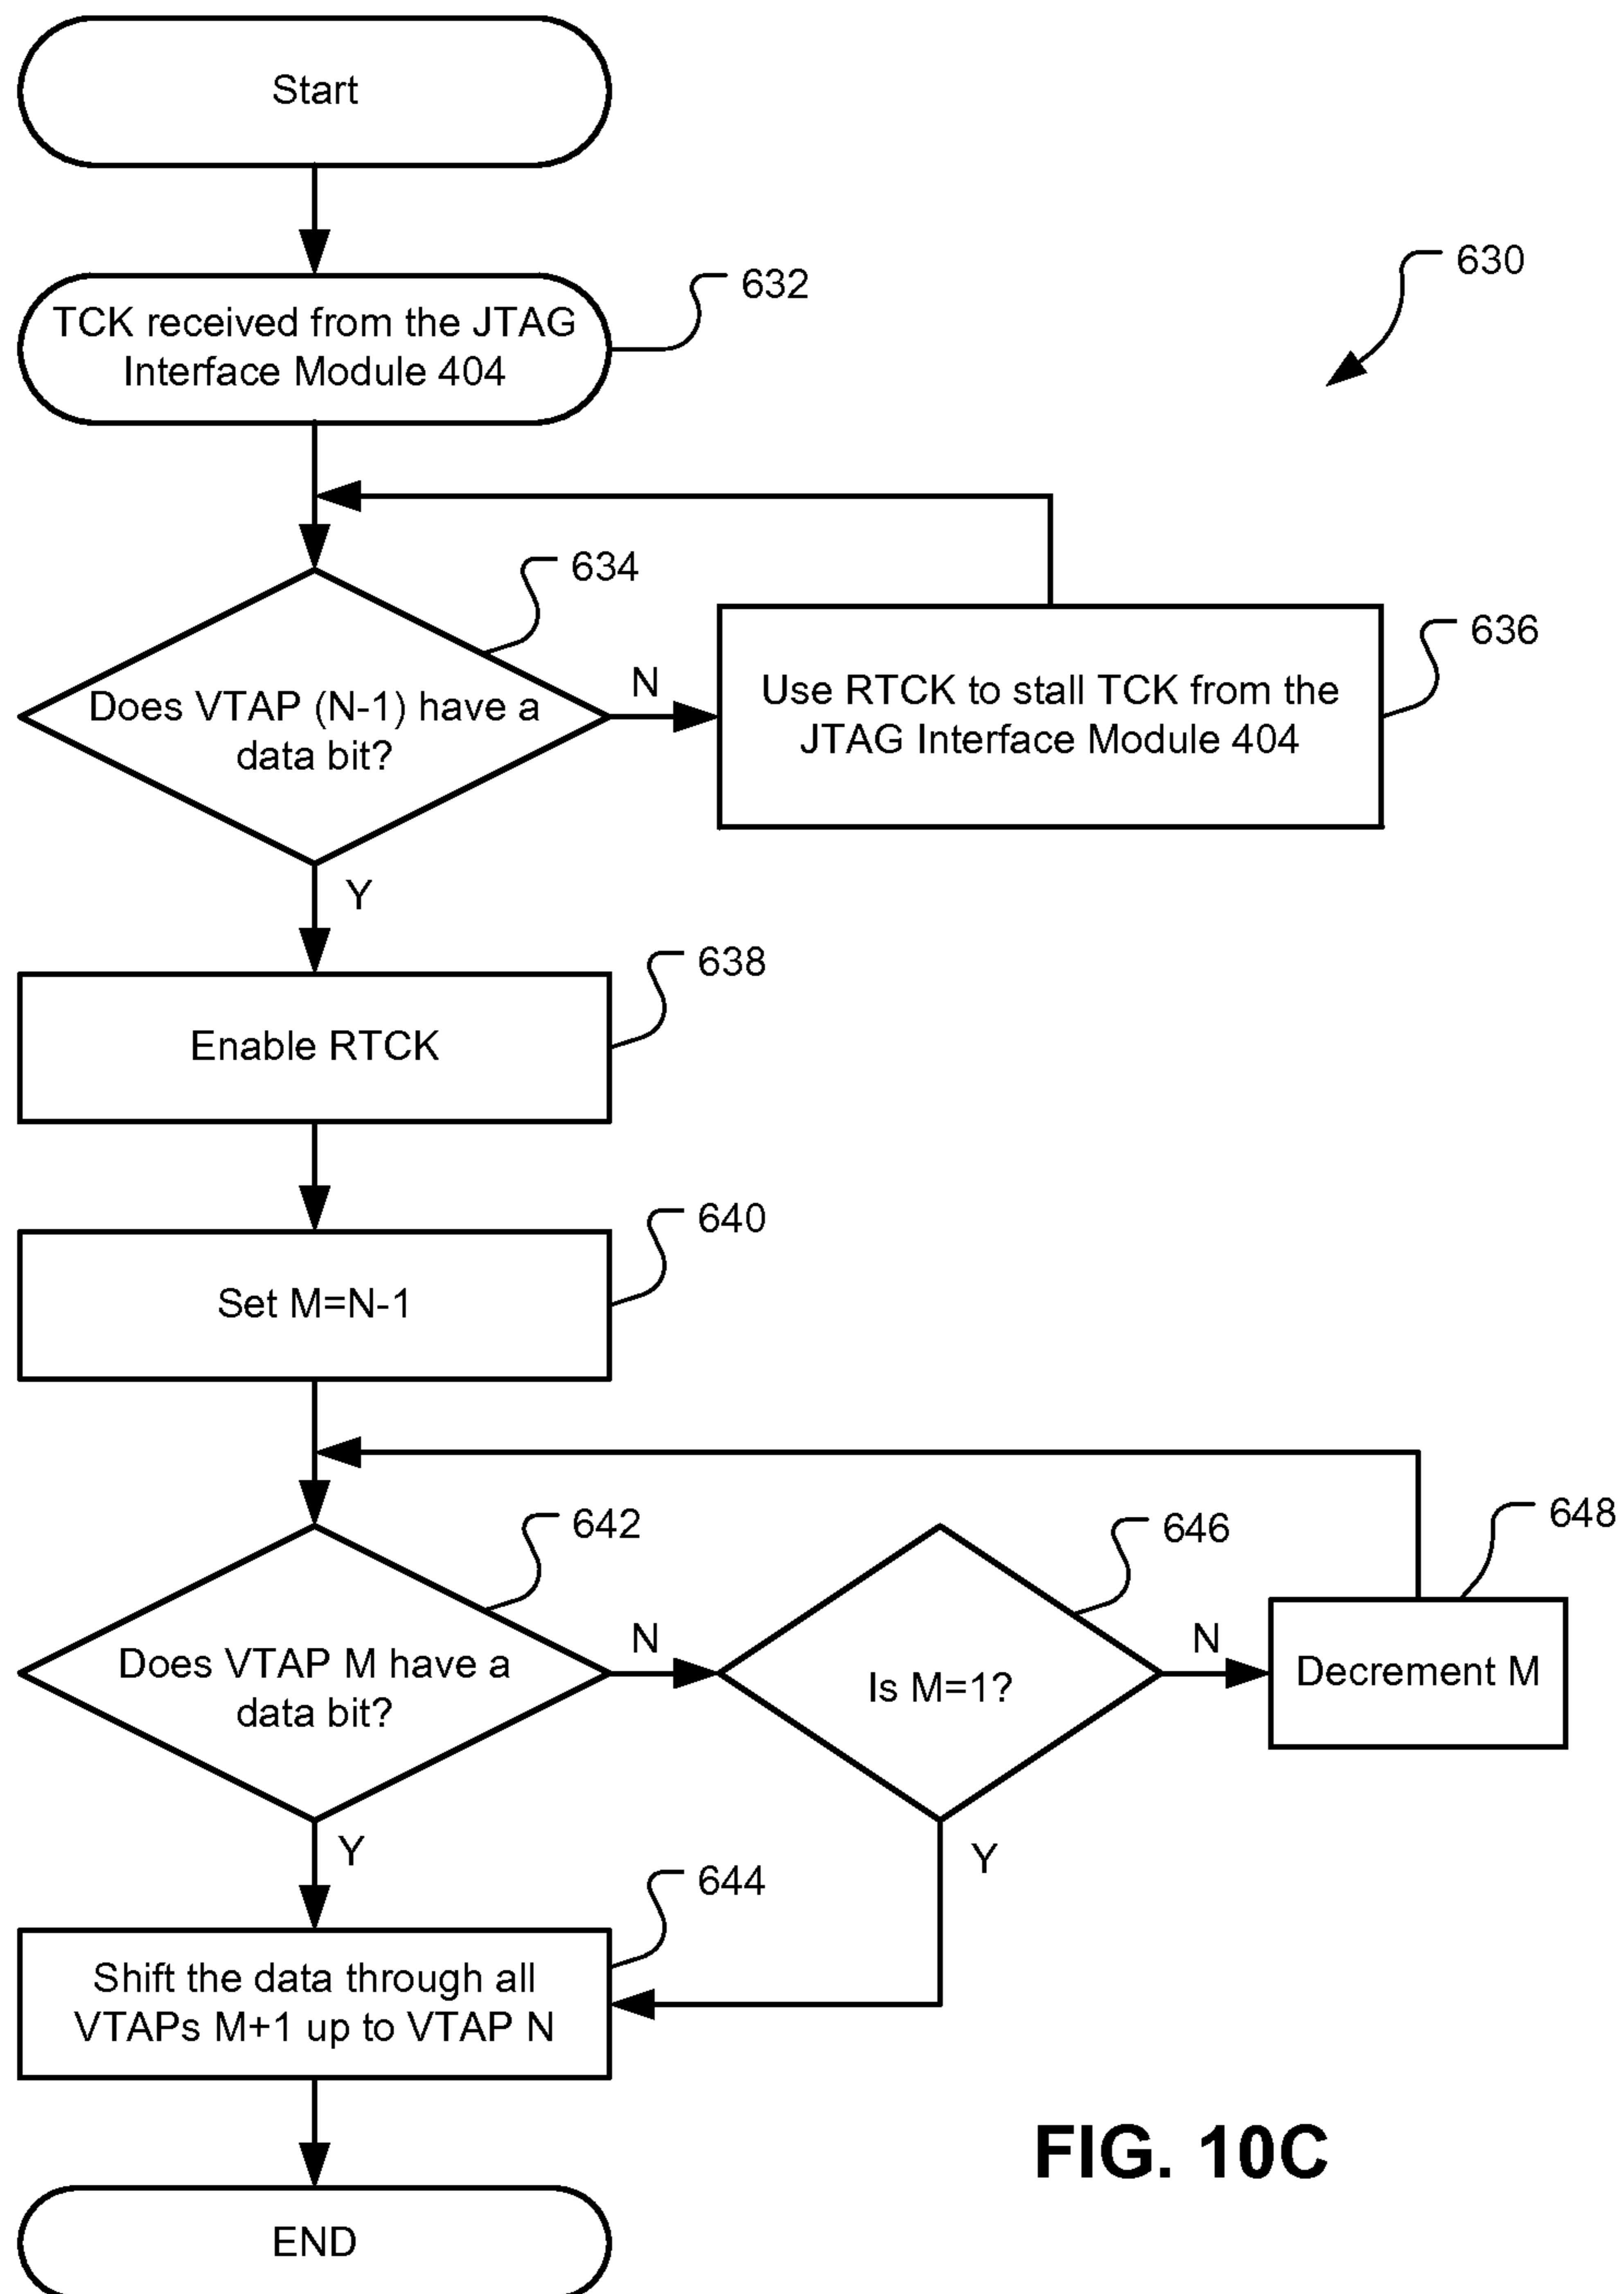 Start
630
632
TCK received from the JTAG
Interface Module 404
634
636
Does VTAP (N-1) have a
data bit?
N
Use RTCK to stall TCK from the
JTAG Interface Module 404
Y
638
Enable RTCK
640
Set M=N-1
642
646
648
Does VTAP M have a
data bit?
N
Is M=1?
N
Decrement M
Y
Y
644
Shift the data through all
VTAPs M+1 up to VTAP N
FIG. 10C
END